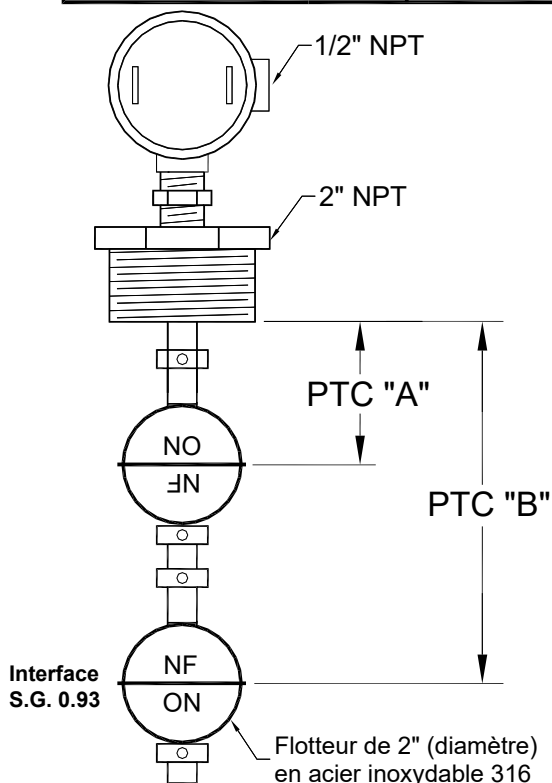 1/2" NPT
2" NPT
PTC "A"
NO
NF
PTC "B"
Interface
S.G. 0.93
NF
NO
Flotteur de 2" (diamètre)
en acier inoxydable 316